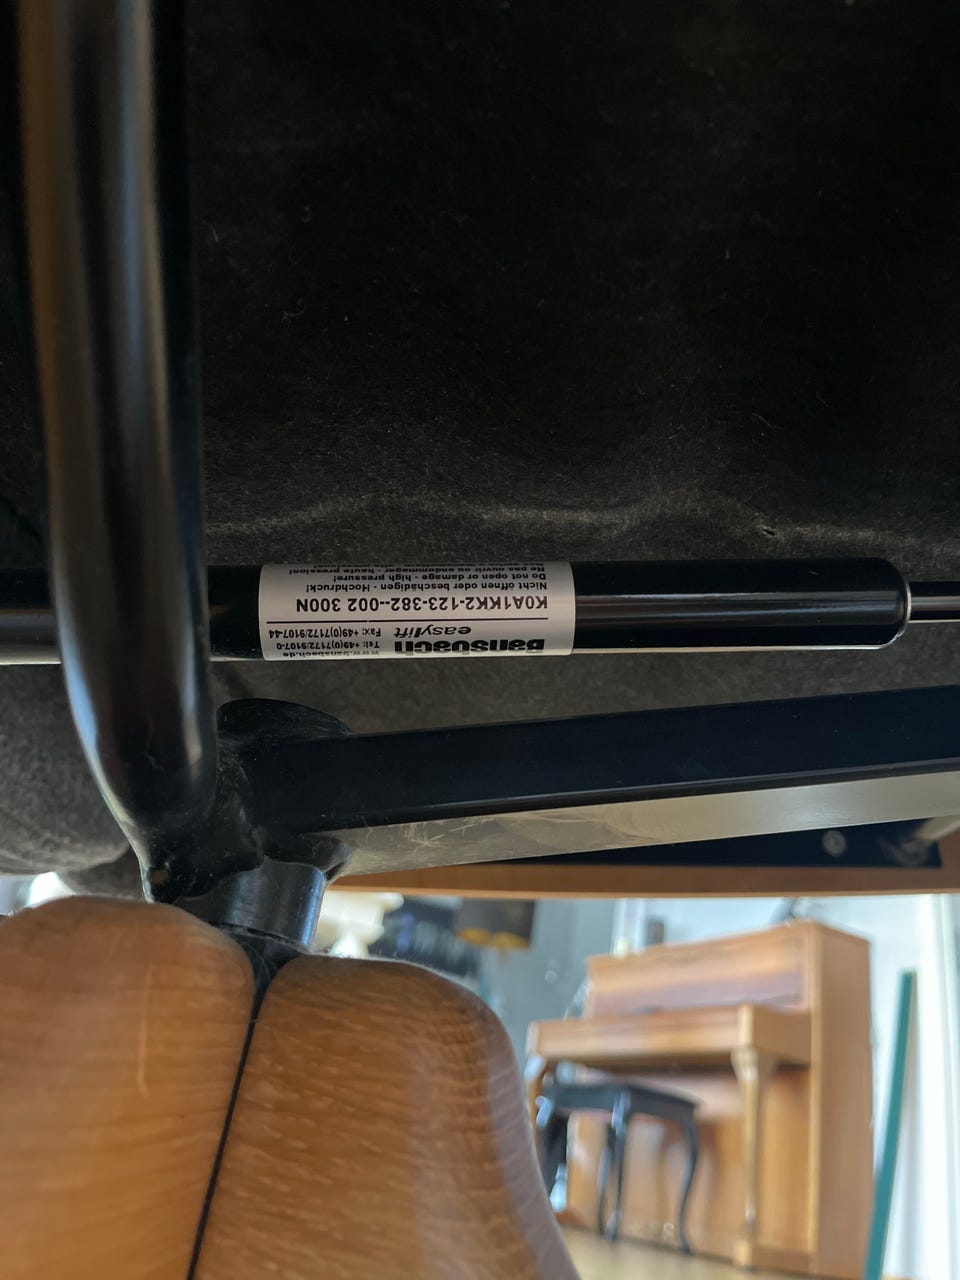 Bansbach
easylift
www.bansbach.de
Tel: +49(0)7172/9107-0
Fax: +49(0)7172/9107-44
K0A1KK2-123-382--002 300N
Nicht öffnen oder beschädigen - Hochdruck!
Do not open or damage - high pressure!
Ne pas ouvrir ou endommager - haute pression!